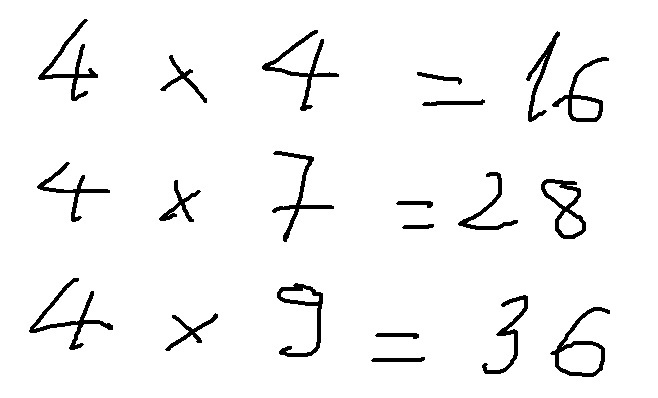 4 × 4 = 16
4 × 7 = 28
4 × 9 = 36